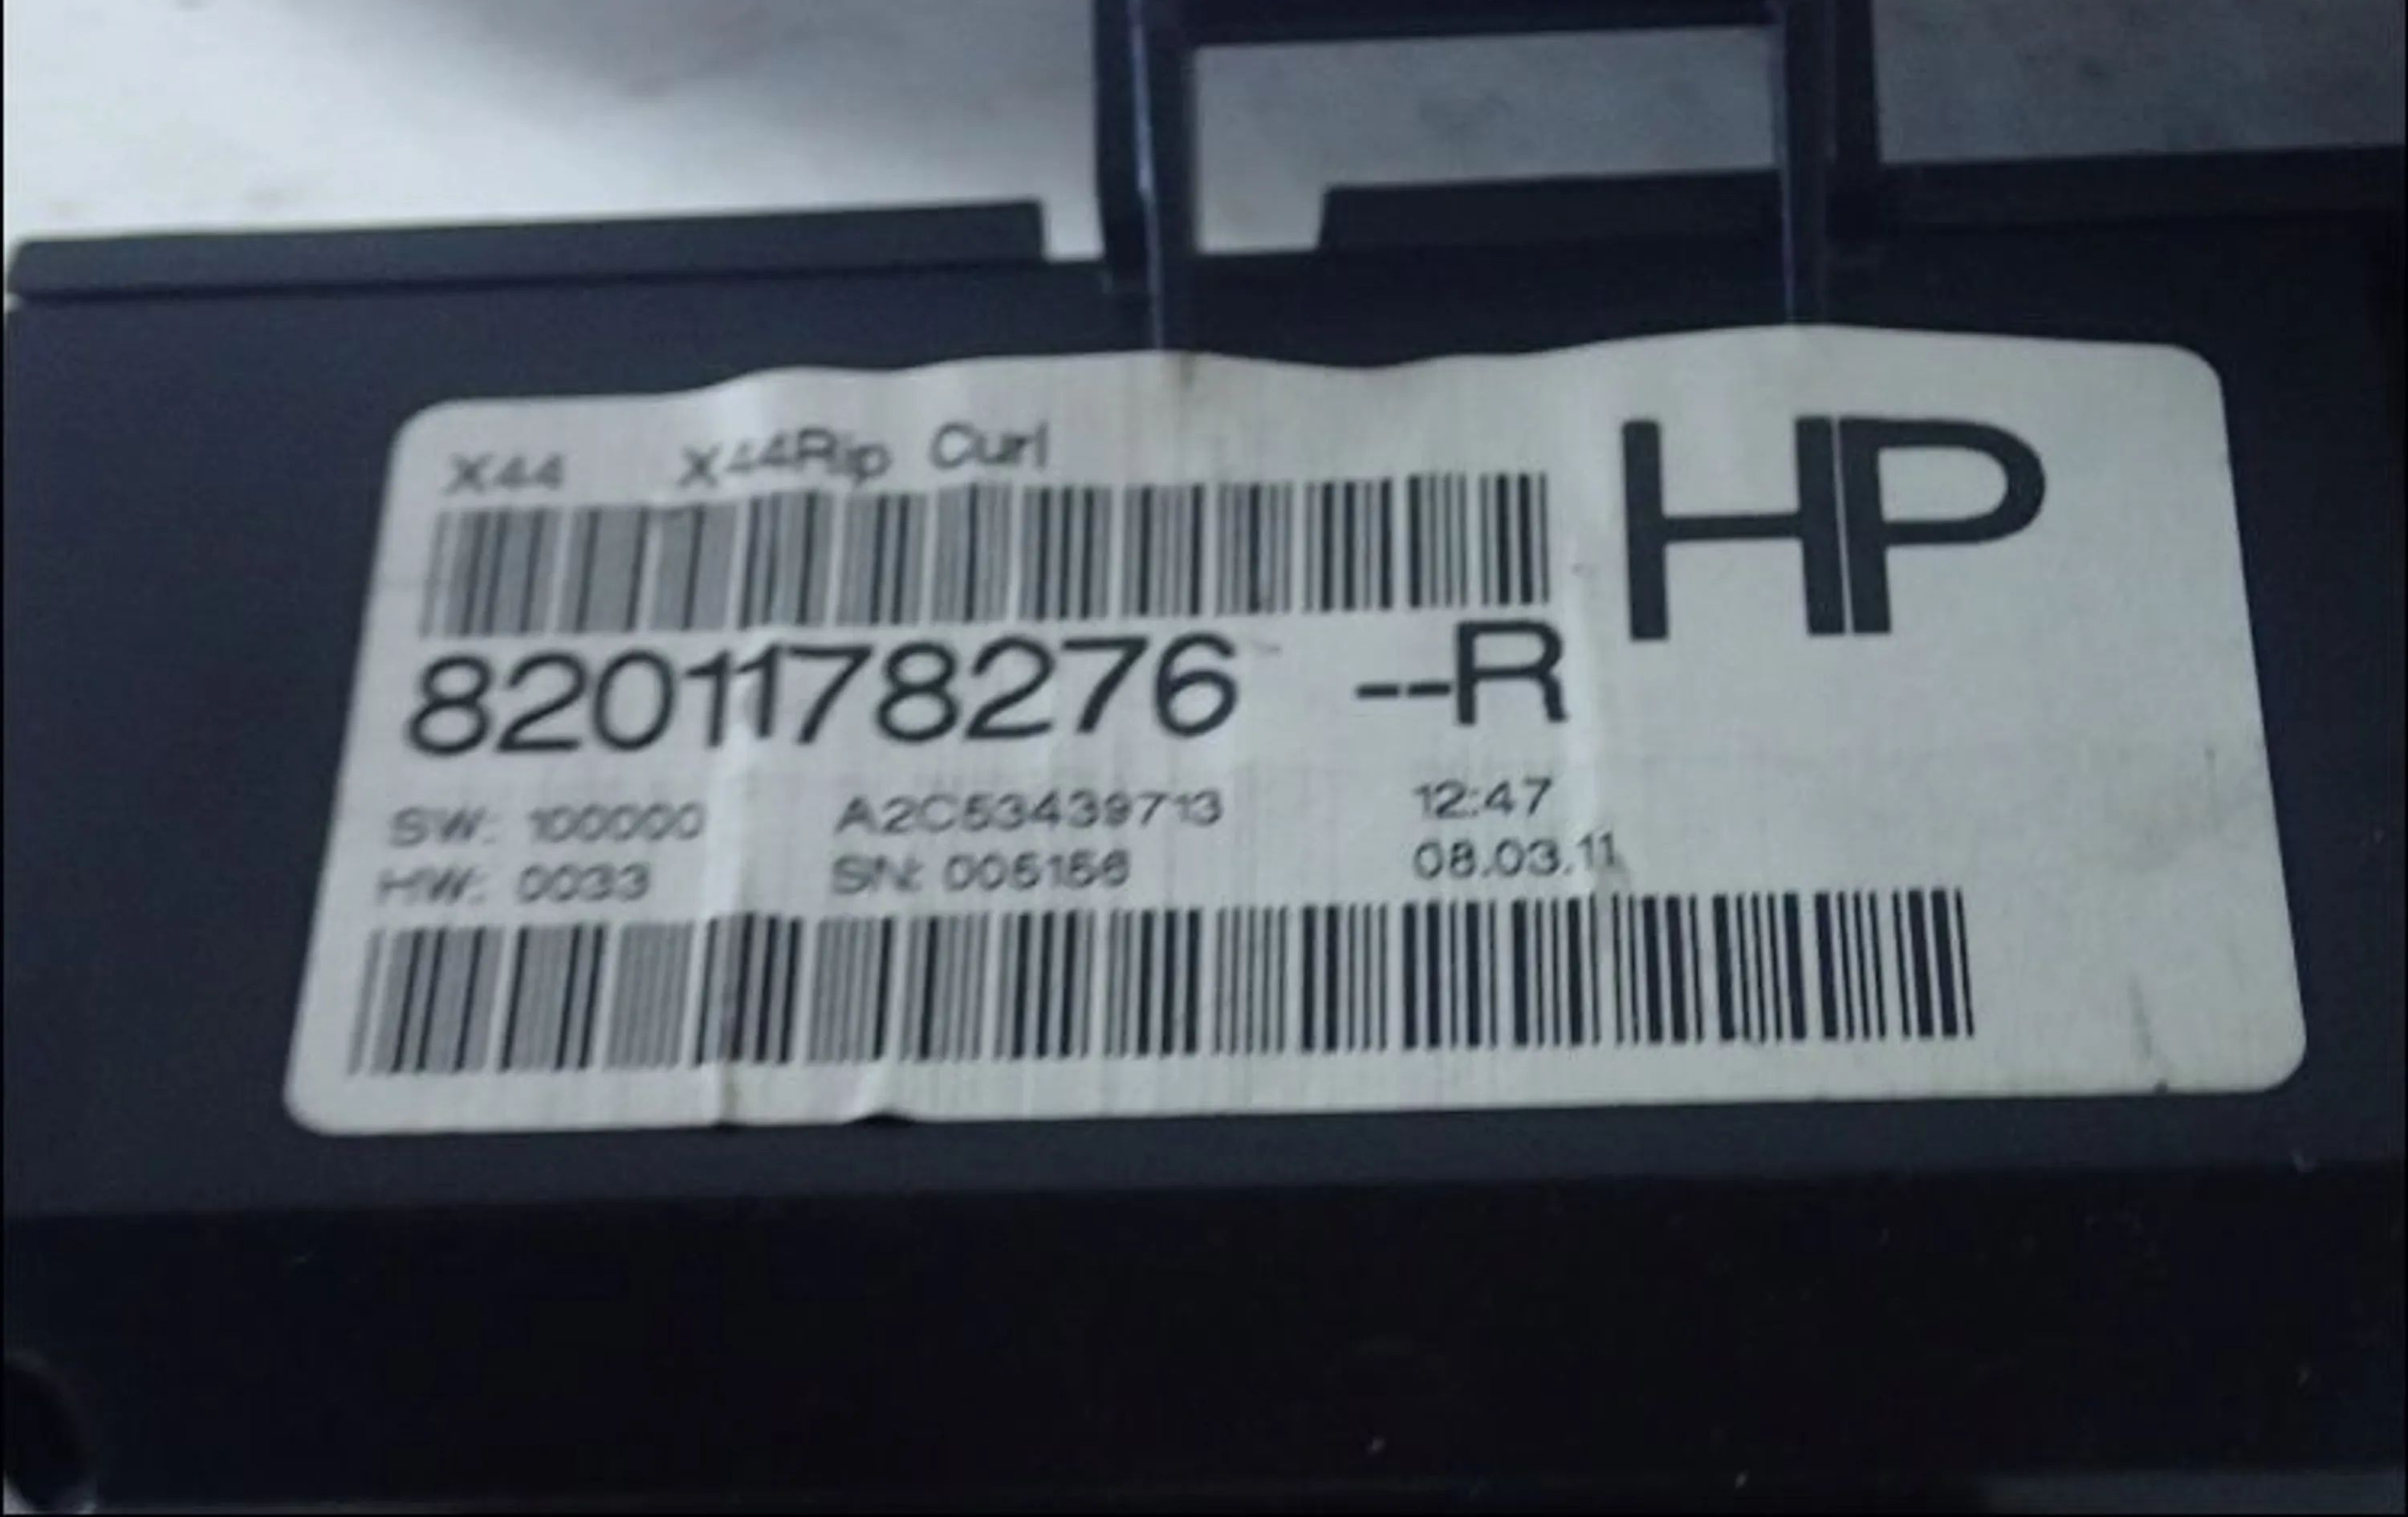 X44 X44Rip Curl
HP
8201178276 --R
SW: 100000 A2C53439713 12:47
HW: 0033 SN: 005156 08.03.11